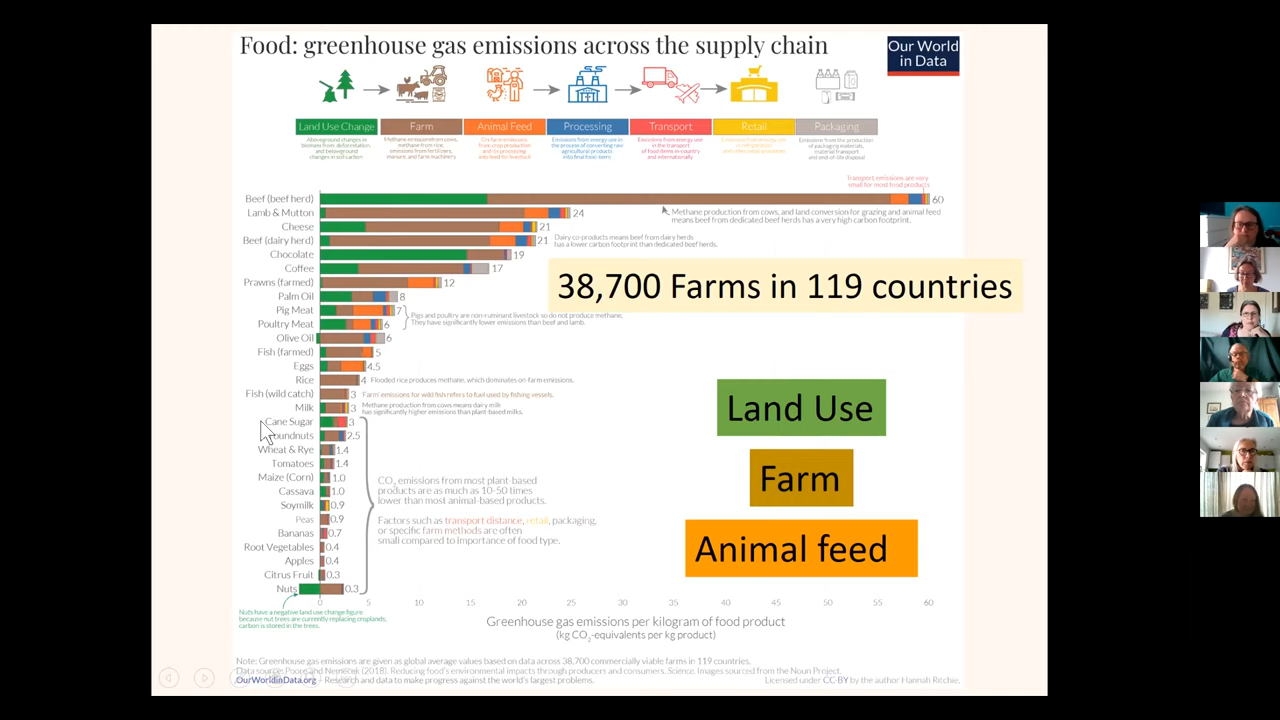 Food: greenhouse gas emissions across the supply chain
Our World
in Data
Land Use Change
Farm
Animal Feed
Processing
Transport
Retail
Packaging
Aboveground changes in
biomass from deforestation,
and belowground
changes in soil carbon
Methane emissions from cows,
methane from rice,
emissions from fertilizers,
manure, and farm machinery
On-farm emissions
from crop production
and its processing
into feed for livestock
Emissions from energy use in
the process of converting raw
agricultural products
into final food items
Emissions from energy use
in the transport
of food items in-country
and internationally
Emissions from the production
of packaging materials,
material transport
and end-of-life disposal
Transport emissions are very
small for most food products
Beef (beef herd) 60
Lamb & Mutton 24
Methane production from cows, and land conversion for grazing and animal feed
means beef from dedicated beef herds has a very high carbon footprint.
Cheese 21
Beef (dairy herd) 21
Dairy co-products means beef from dairy herds
has a lower carbon footprint than dedicated beef herds.
Chocolate 19
Coffee 17
Prawns (farmed) 12
38,700 Farms in 119 countries
Palm Oil 8
Pig Meat 7
Pigs and poultry are non-ruminant livestock so do not produce methane.
They have significantly lower emissions than beef and lamb.
Poultry Meat 6
Olive Oil 6
Fish (farmed) 5
Eggs 4.5
Rice 4 Flooded rice produces methane, which dominates on-farm emissions.
Fish (wild catch) 3 'Farm' emissions for wild fish refers to fuel used by fishing vessels.
Milk 3
Methane production from cows means dairy milk
has significantly higher emissions than plant-based milks.
Cane Sugar 3
oundnuts 2.5
Wheat & Rye 1.4
Tomatoes 1.4
Maize (Corn) 1.0
Cassava 1.0
Soymilk 0.9
Peas 0.9
Bananas 0.7
Root Vegetables 0.4
Apples 0.4
Citrus Fruit 0.3
Nuts 0.3
CO2 emissions from most plant-based
products are as much as 10-50 times
lower than most animal-based products.
Factors such as transport distance, retail, packaging,
or specific farm methods are often
small compared to importance of food type.
Land Use
Farm
Animal feed
Nuts have a negative land use change figure
because nut trees are currently replacing croplands;
carbon is stored in the trees.
0 5 10 15 20 25 30 35 40 45 50 55 60
Greenhouse gas emissions per kilogram of food product
(kg CO2-equivalents per kg product)
Note: Greenhouse gas emissions are given as global average values based on data across 38,700 commercially viable farms in 119 countries.
Data source: Poore and Nemecek (2018). Reducing food's environmental impacts through producers and consumers. Science. Images sourced from the Noun Project.
OurWorldinData.org – Research and data to make progress against the world's largest problems.
Licensed under CC-BY by the author Hannah Ritchie.